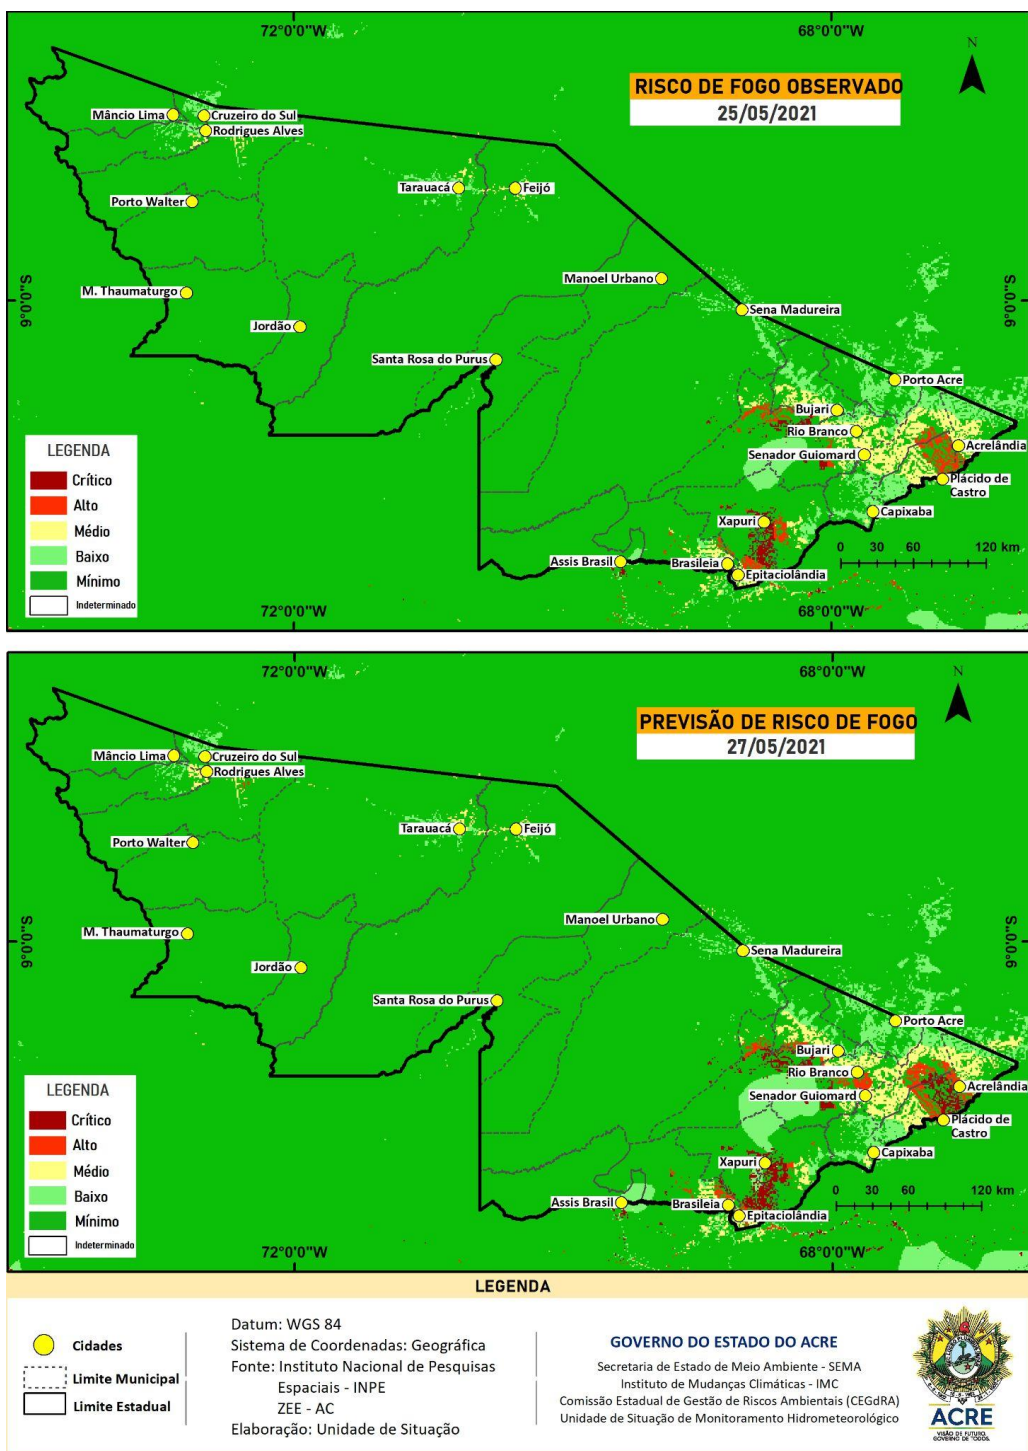 72°0'0"W
68°0'0"W
N
RISCO DE FOGO OBSERVADO
25/05/2021
Mâncio Lima
Cruzeiro do Sul
Rodrigues Alves
Tarauacá
Feijó
Porto Walter
Manoel Urbano
M. Thaumaturgo
9°0'0"S
9°0'0"S
Sena Madureira
Jordão
Santa Rosa do Purus
Porto Acre
Bujari
Rio Branco
Acrelândia
Senador Guiomard
Plácido de
Castro
Capixaba
Xapuri
Assis Brasil
Brasileia
Epitaciolândia
LEGENDA
Crítico
Alto
Médio
Baixo
Mínimo
Indeterminado
0 30 60 120 km
72°0'0"W
68°0'0"W
72°0'0"W
68°0'0"W
N
PREVISÃO DE RISCO DE FOGO
27/05/2021
Mâncio Lima
Cruzeiro do Sul
Rodrigues Alves
Tarauacá
Feijó
Porto Walter
Manoel Urbano
M. Thaumaturgo
9°0'0"S
9°0'0"S
Sena Madureira
Jordão
Santa Rosa do Purus
Porto Acre
Bujari
Rio Branco
Acrelândia
Senador Guiomard
Plácido de
Castro
Capixaba
Xapuri
Assis Brasil
Brasileia
Epitaciolândia
LEGENDA
Crítico
Alto
Médio
Baixo
Mínimo
Indeterminado
0 30 60 120 km
72°0'0"W
68°0'0"W
LEGENDA
Cidades
Limite Municipal
Limite Estadual
Datum: WGS 84
Sistema de Coordenadas: Geográfica
Fonte: Instituto Nacional de Pesquisas
Espaciais - INPE
ZEE - AC
Elaboração: Unidade de Situação
GOVERNO DO ESTADO DO ACRE
Secretaria de Estado de Meio Ambiente - SEMA
Instituto de Mudanças Climáticas - IMC
Comissão Estadual de Gestão de Riscos Ambientais (CEGdRA)
Unidade de Situação de Monitoramento Hidrometeorológico
ACRE
VISÃO DE FUTURO.
GOVERNO DE TODOS.